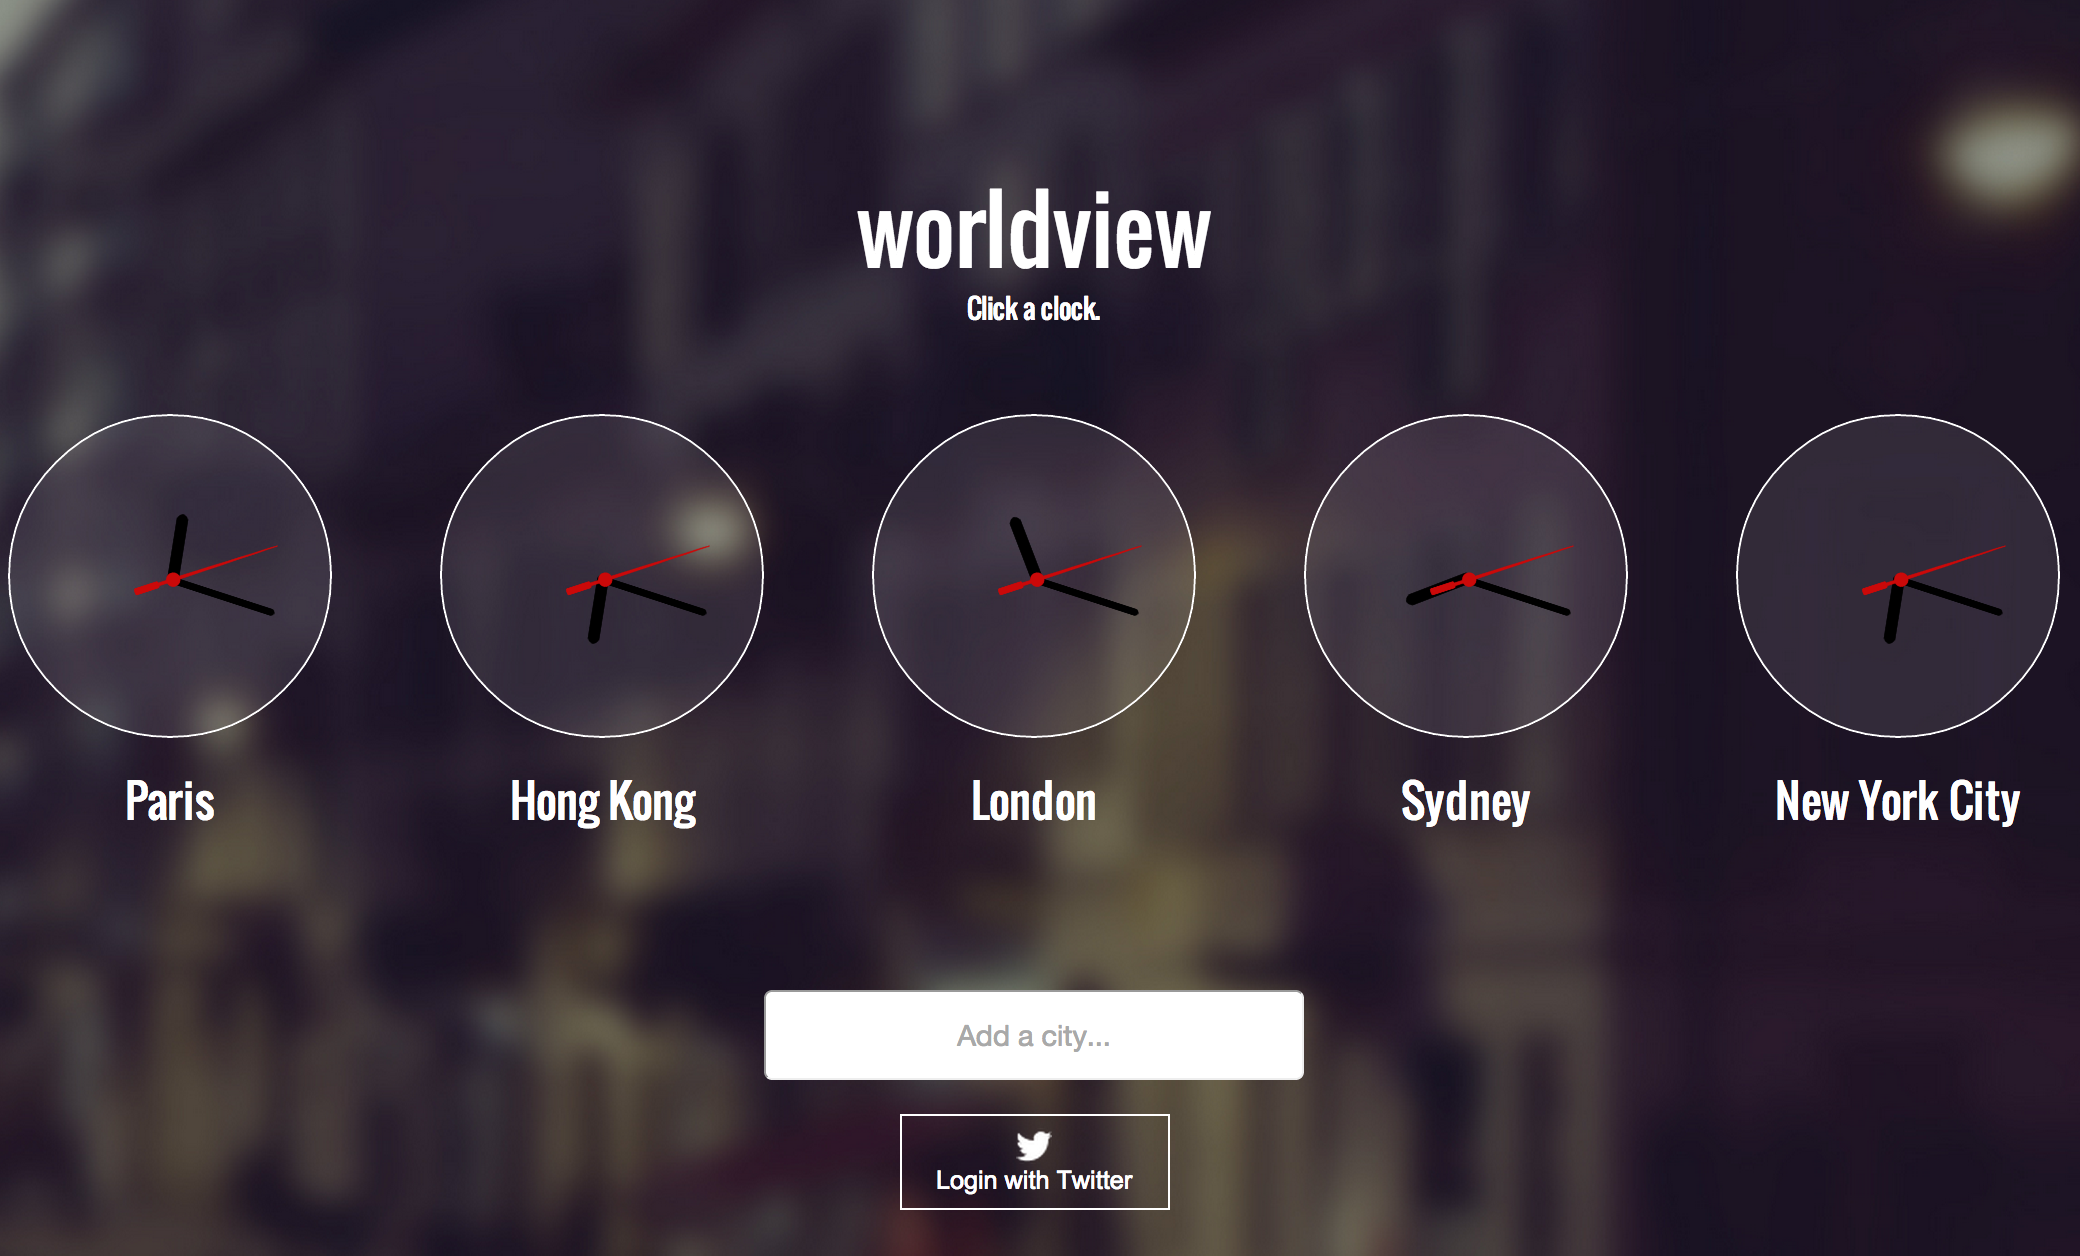 worldview
Click a clock.
Paris
Hong Kong
London
Sydney
New York City
Add a city...
Login with Twitter